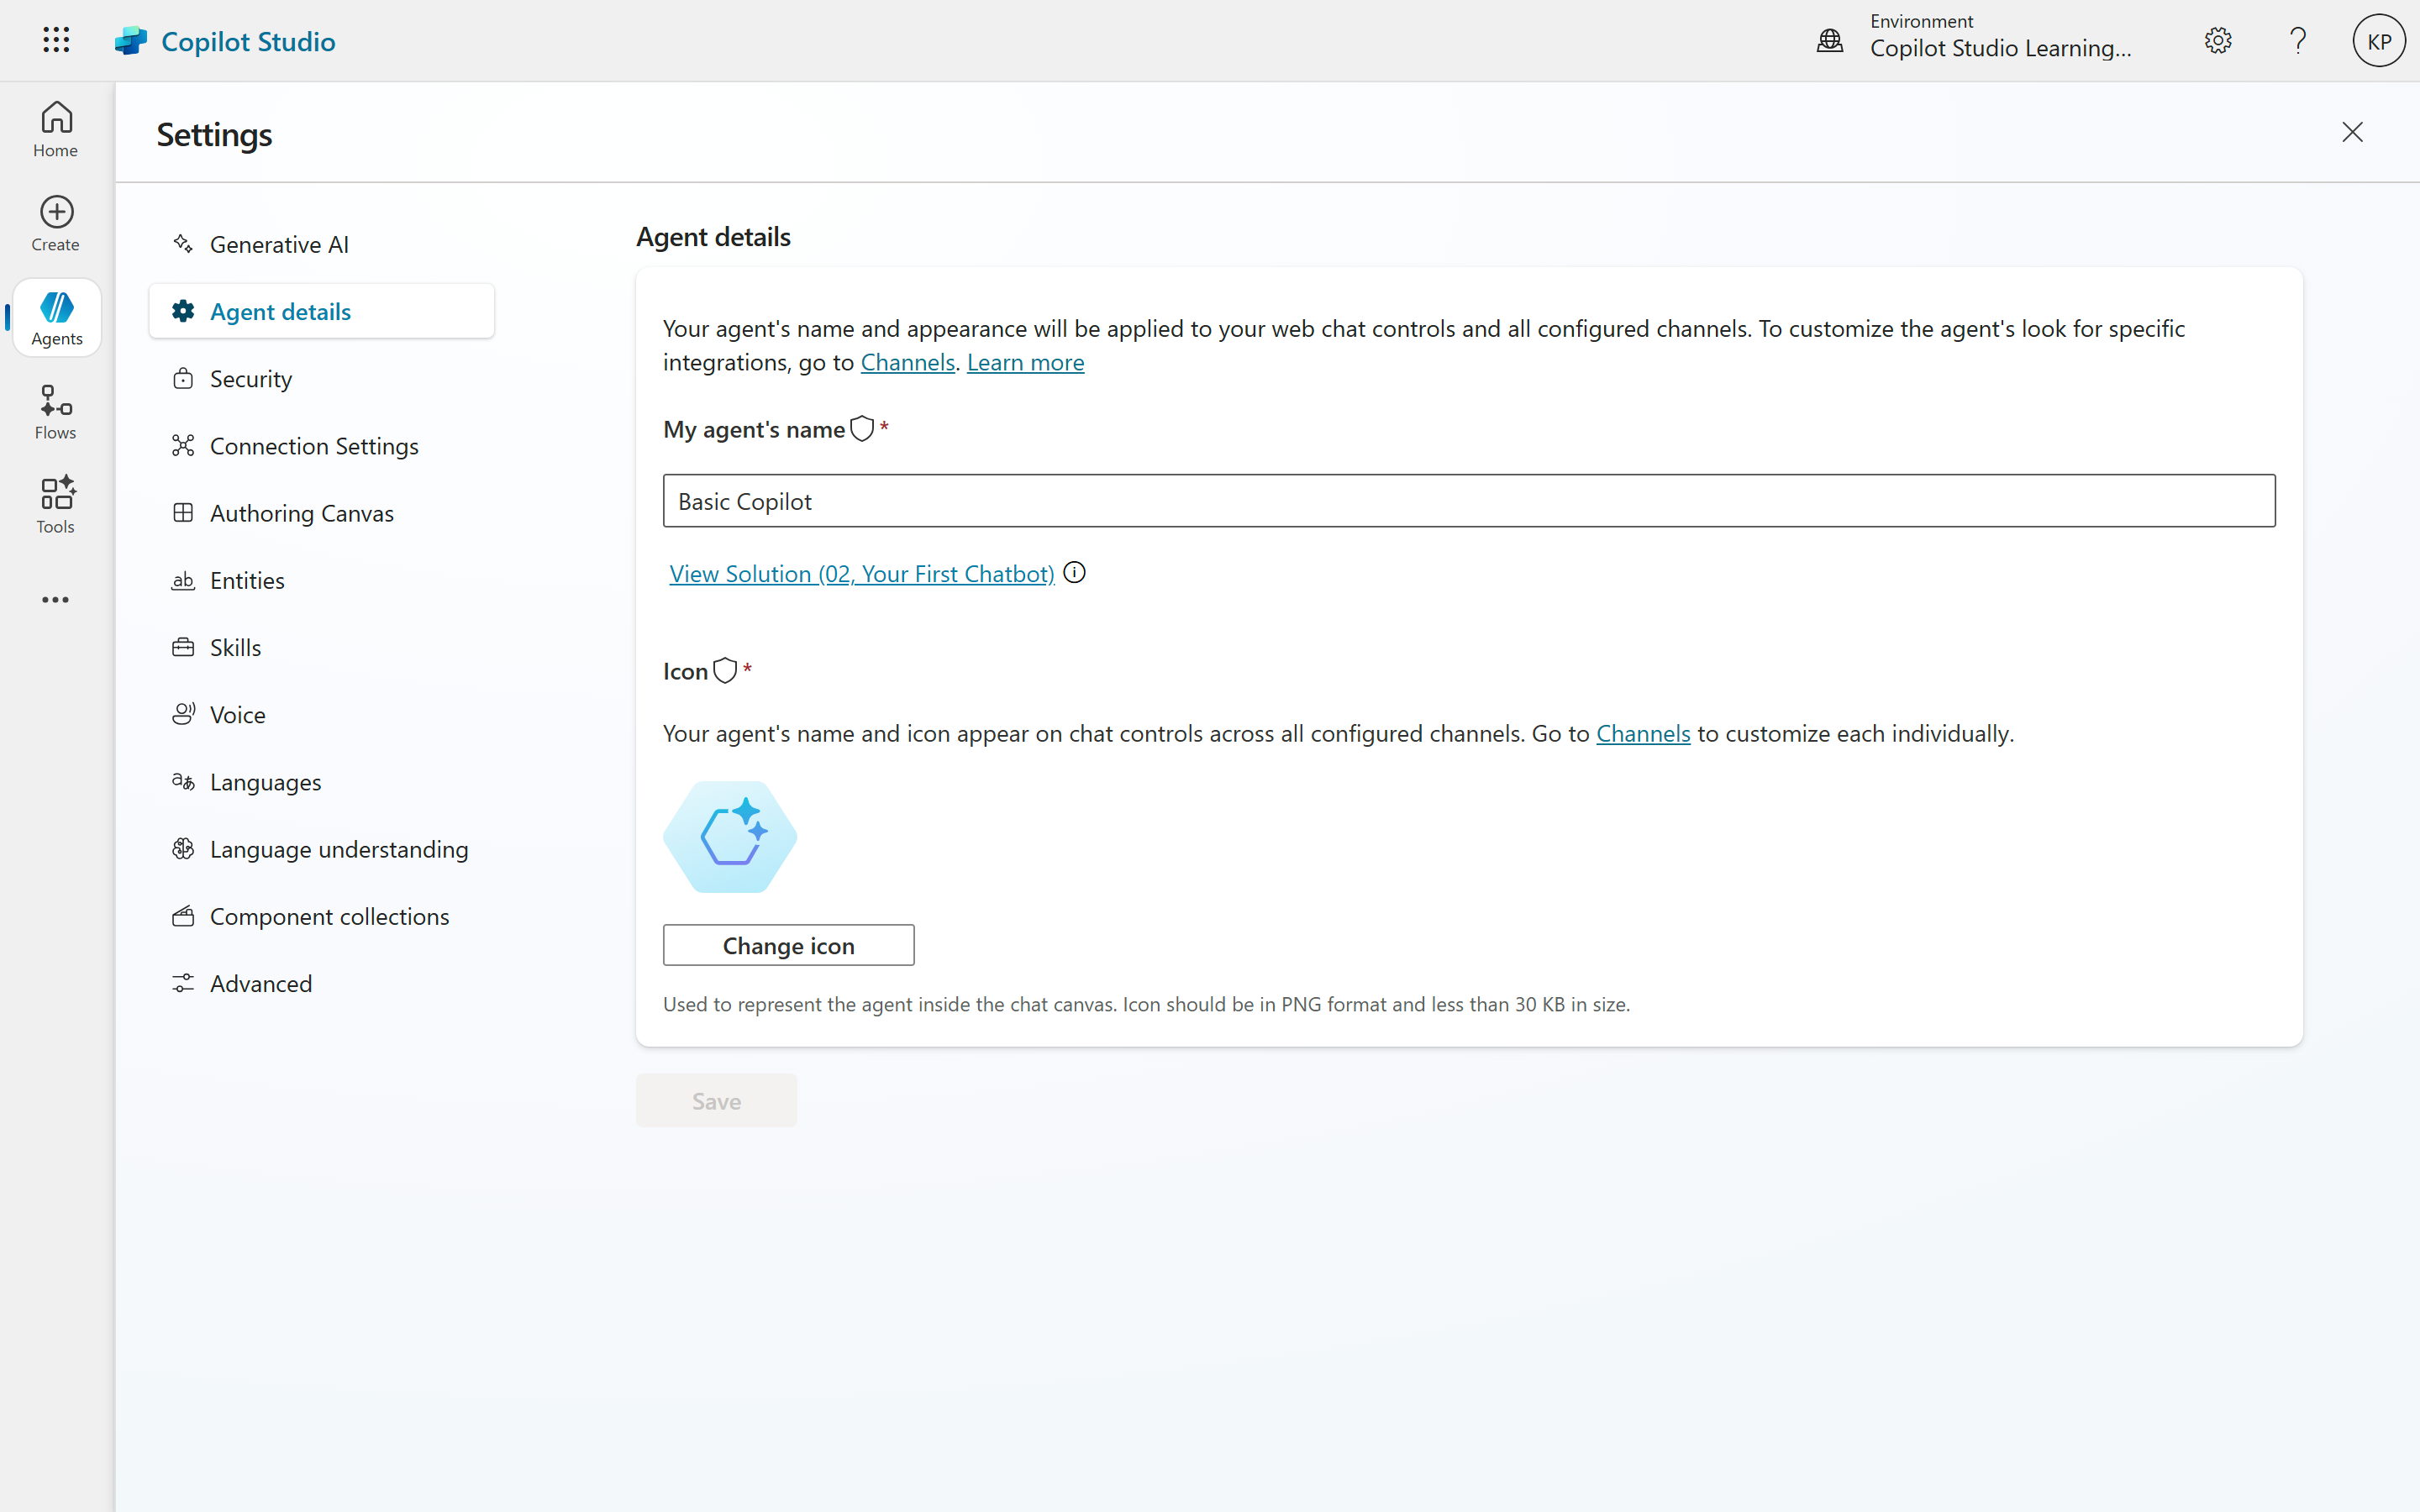 Copilot Studio
Environment
Copilot Studio Learning...
KP
Home
Create
Agents
Flows
Tools
Settings
Generative AI
Agent details
Security
Connection Settings
Authoring Canvas
Entities
Skills
Voice
Languages
Language understanding
Component collections
Advanced
Agent details
Your agent's name and appearance will be applied to your web chat controls and all configured channels. To customize the agent's look for specific
integrations, go to Channels. Learn more
My agent's name *
Basic Copilot
View Solution (02, Your First Chatbot)
Icon *
Your agent's name and icon appear on chat controls across all configured channels. Go to Channels to customize each individually.
Change icon
Used to represent the agent inside the chat canvas. Icon should be in PNG format and less than 30 KB in size.
Save